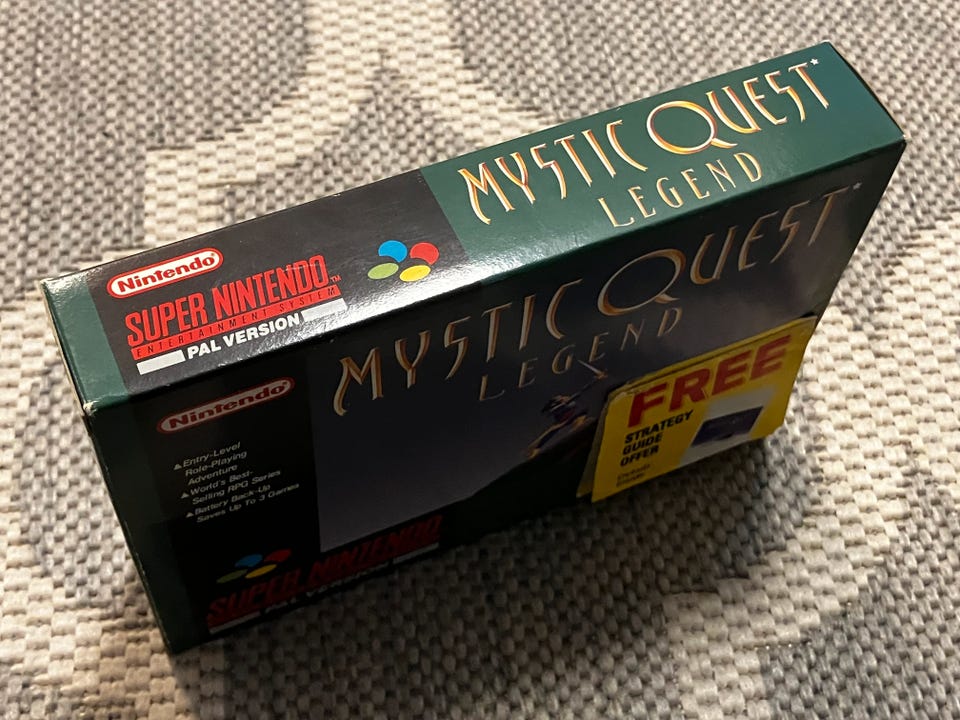 MYSTIC QUEST*
LEGEND
Nintendo
SUPER NINTENDO™
ENTERTAINMENT SYSTEM
PAL VERSION
MYSTIC QUEST*
LEGEND
Nintendo
▲Entry-Level
Role-Playing
Adventure
▲World's Best-
Selling RPG Series
▲Battery Back-Up
Saves Up To 3 Games
FREE
STRATEGY
GUIDE
OFFER
SUPER NINTENDO
PAL VERSION